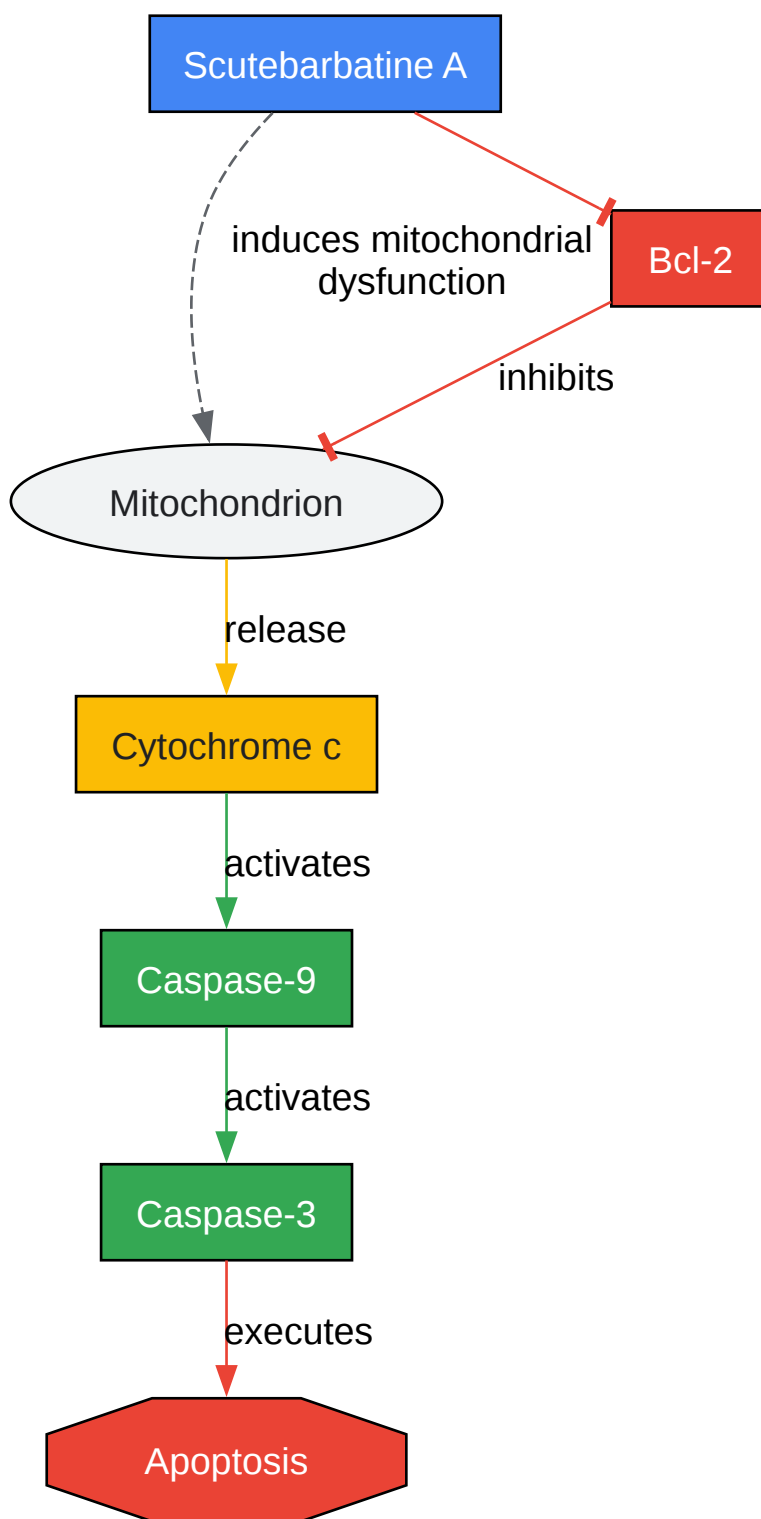 Scutebarbatine A
induces mitochondrial
dysfunction
Bcl-2
inhibits
Mitochondrion
release
Cytochrome c
activates
Caspase-9
activates
Caspase-3
executes
Apoptosis